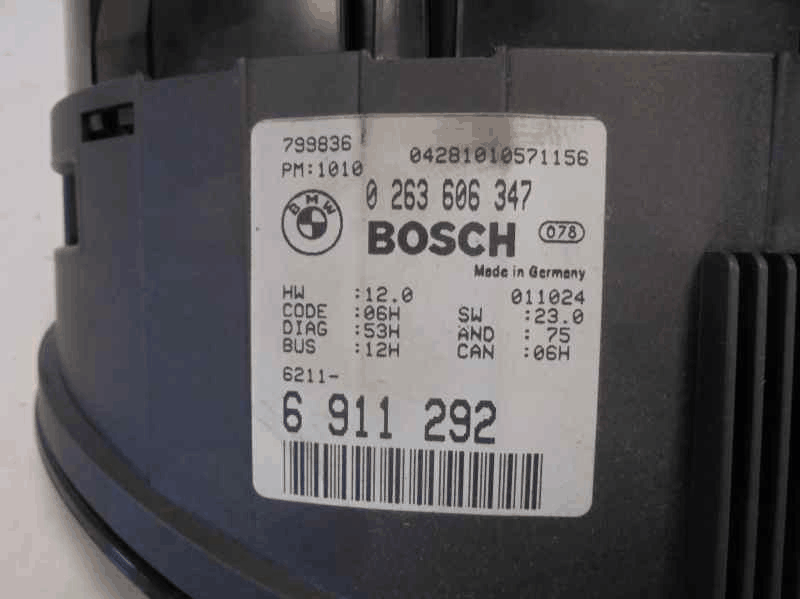 799836
04281010571156
PM:1010
0 263 606 347
BMW
BOSCH 078
Made in Germany
HW :12.0 011024
CODE :06H SW :23.0
DIAG :53H AND : 75
BUS :12H CAN :06H
6211-
6 911 292